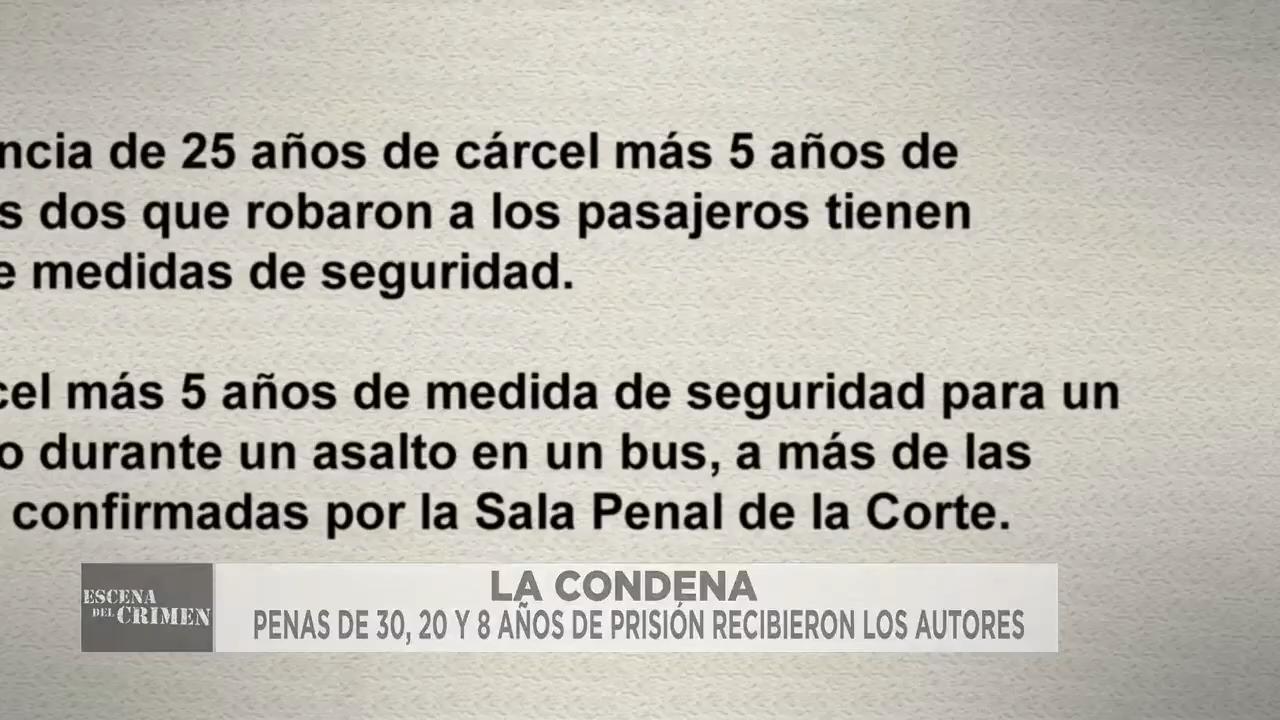 ncia de 25 años de cárcel más 5 años de
s dos que robaron a los pasajeros tienen
e medidas de seguridad.
cel más 5 años de medida de seguridad para un
o durante un asalto en un bus, a más de las
confirmadas por la Sala Penal de la Corte.
ESCENA
DEL CRIMEN
LA CONDENA
PENAS DE 30, 20 Y 8 AÑOS DE PRISIÓN RECIBIERON LOS AUTORES